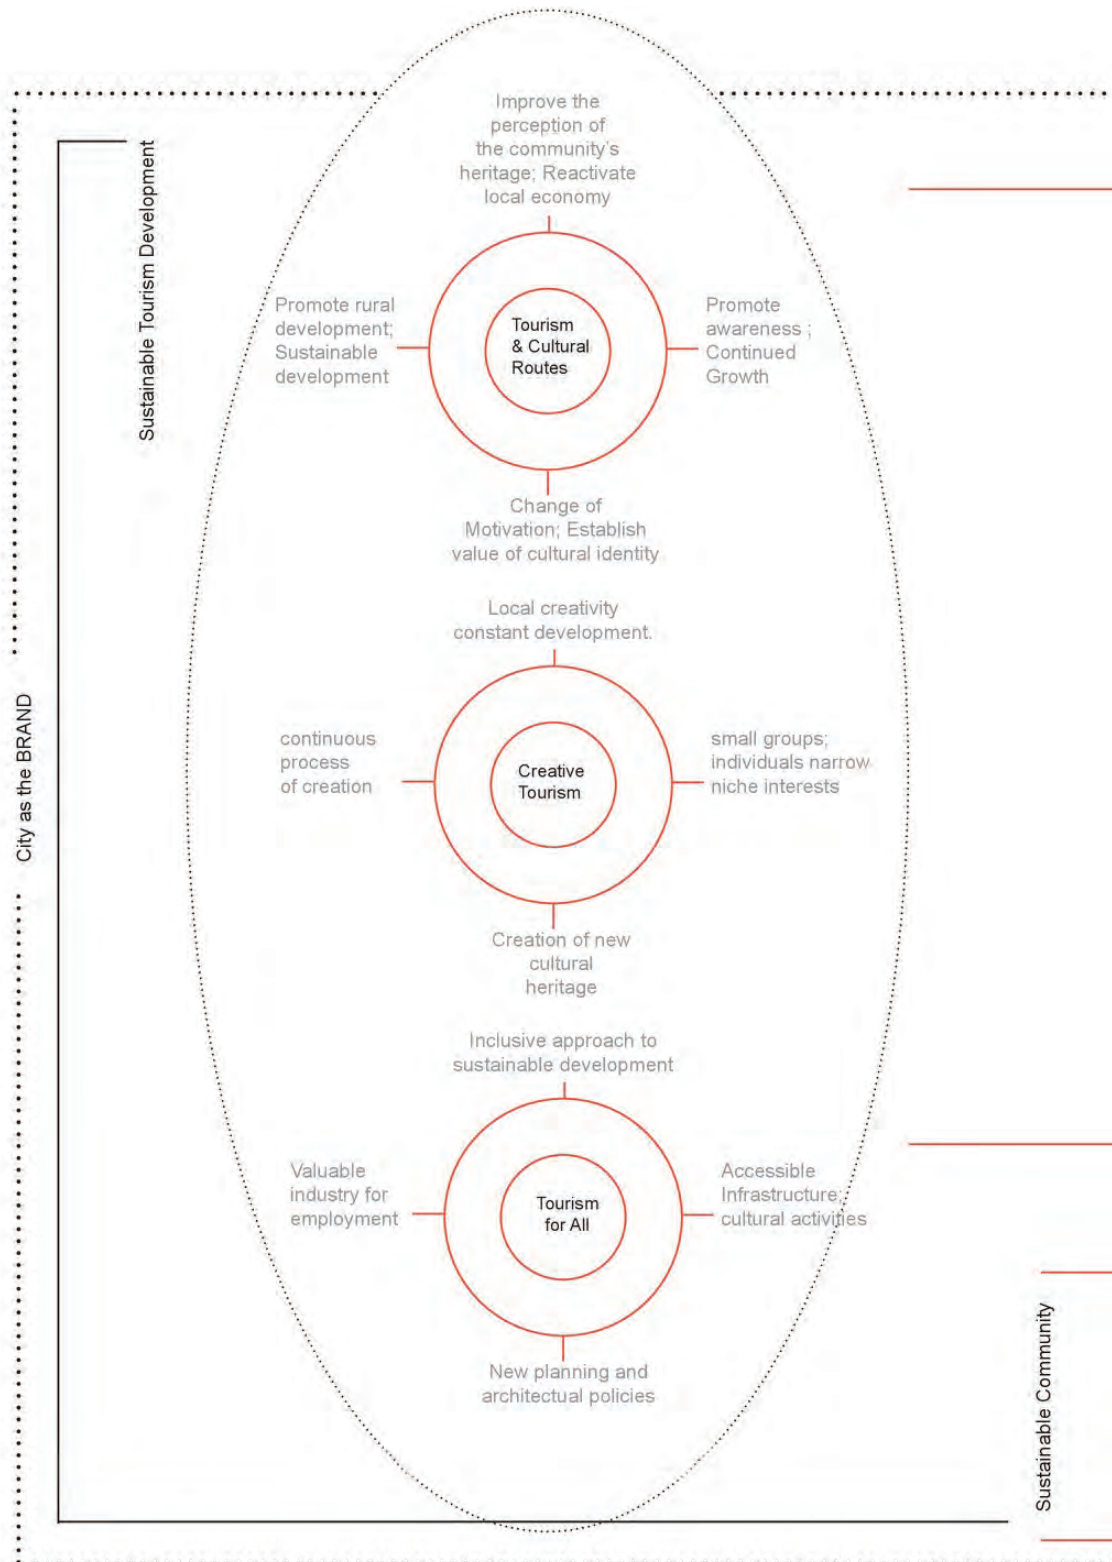 City as the BRAND
Sustainable Tourism Development
Improve the
perception of
the community's
heritage; Reactivate
local economy
Promote rural
development;
Sustainable
development
Tourism
& Cultural
Routes
Promote
awareness ;
Continued
Growth
Change of
Motivation; Establish
value of cultural identity
Local creativity
constant development.
continuous
process
of creation
Creative
Tourism
small groups;
individuals narrow
niche interests
Creation of new
cultural
heritage
Inclusive approach to
sustainable development
Valuable
industry for
employment
Tourism
for All
Accessible
Infrastructure;
cultural activities
New planning and
architectual policies
Sustainable Community